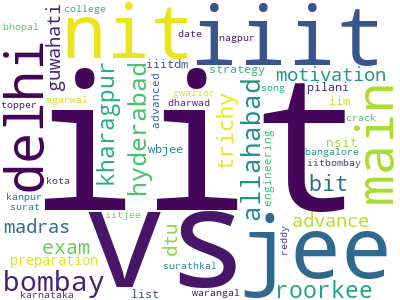 college
bhopal
nit
iiit
date
nagpur
delhi
guwahati
iiitdm
strategy
motivation
topper
agarwal
kharagpur
hyderabad
advanced
gwalior
song
pilani
main
dharwad
iim
crack
iit
trichy
allahabad
engineering
wbjee
nsit
bangalore
iitbombay
kota
bit
kanpur
surat
iitjee
vs
jee
madras
advance
exam
dtu
reddy
preparation
surathkal
bombay
roorkee
karnataka
list
warangal